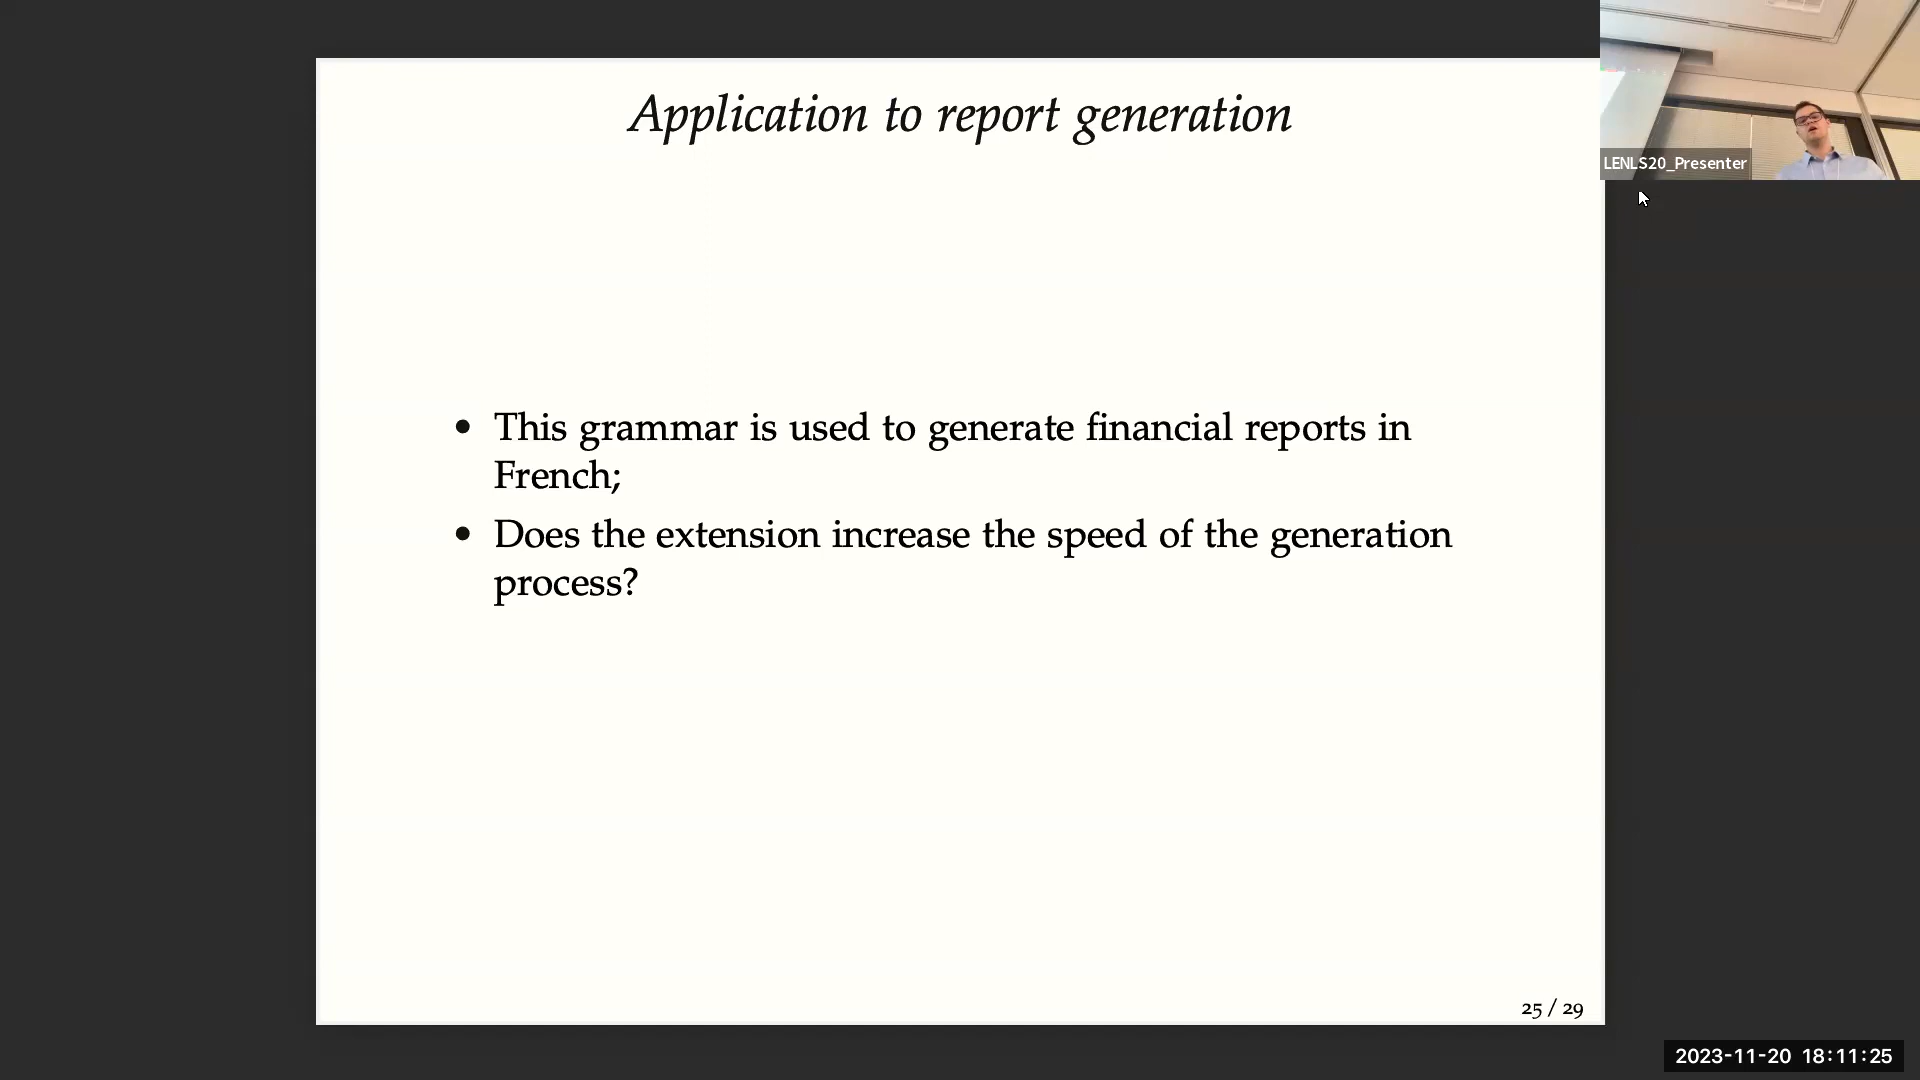 Application to report generation
LENLS20_Presenter
• This grammar is used to generate financial reports in
French;
• Does the extension increase the speed of the generation
process?
25 / 29
2023-11-20 18:11:25